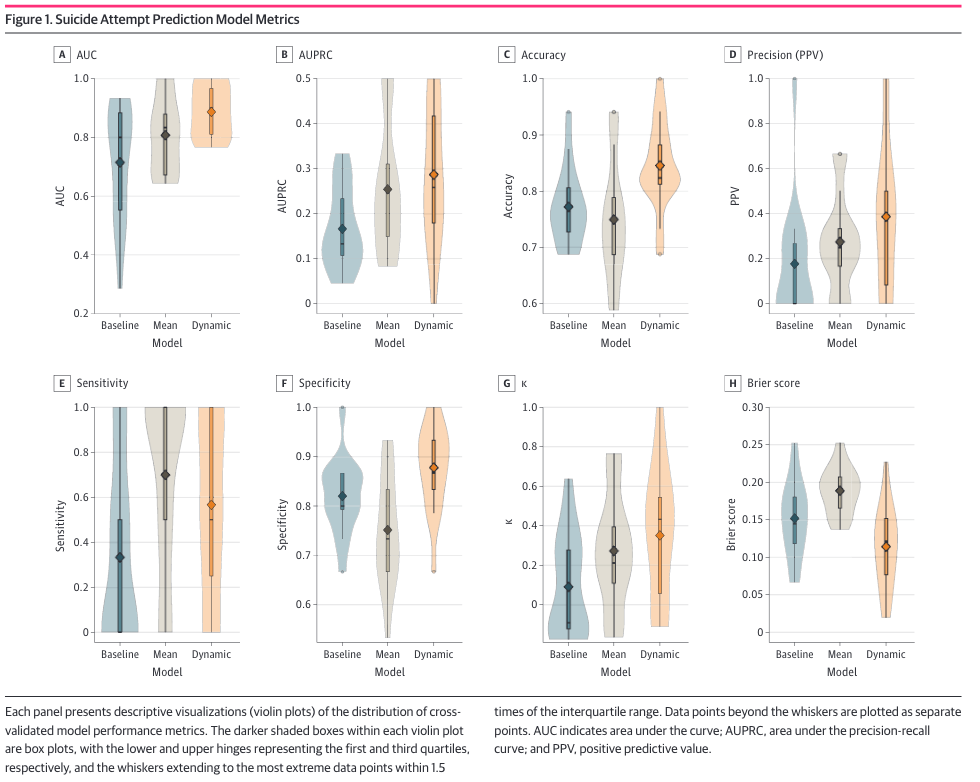 Figure 1. Suicide Attempt Prediction Model Metrics
A AUC
1.0
0.8
0.6
0.4
0.2
AUC
Baseline Mean Dynamic
Model
B AUPRC
0.5
0.4
0.3
0.2
0.1
0
AUPRC
Baseline Mean Dynamic
Model
C Accuracy
1.0
0.9
0.8
0.7
0.6
Accuracy
Baseline Mean Dynamic
Model
D Precision (PPV)
1.0
0.8
0.6
0.4
0.2
0
PPV
Baseline Mean Dynamic
Model
E Sensitivity
1.0
0.8
0.6
0.4
0.2
0
Sensitivity
Baseline Mean Dynamic
Model
F Specificity
1.0
0.9
0.8
0.7
0.6
Specificity
Baseline Mean Dynamic
Model
G κ
1.0
0.8
0.6
0.4
0.2
0
κ
Baseline Mean Dynamic
Model
H Brier score
0.30
0.25
0.20
0.15
0.10
0.05
0
Brier score
Baseline Mean Dynamic
Model
Each panel presents descriptive visualizations (violin plots) of the distribution of cross-
validated model performance metrics. The darker shaded boxes within each violin plot
are box plots, with the lower and upper hinges representing the first and third quartiles,
respectively, and the whiskers extending to the most extreme data points within 1.5
times of the interquartile range. Data points beyond the whiskers are plotted as separate
points. AUC indicates area under the curve; AUPRC, area under the precision-recall
curve; and PPV, positive predictive value.